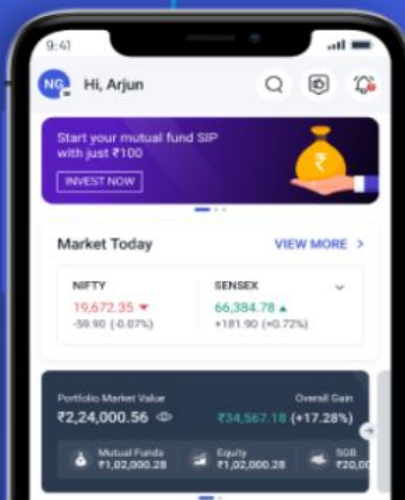 9:41
NG Hi, Arjun
Start your mutual fund SIP
with just ₹100
INVEST NOW
₹
Market Today VIEW MORE >
NIFTY SENSEX
19,672.35 ▼ 66,384.78 ▲
-59.90 (-0.07%) +181.90 (+0.72%)
Portfolio Market Value Overall Gain
₹2,24,000.56 ₹34,567.18 (+17.28%)
Mutual Funds Equity SGB
₹1,02,000.28 ₹1,02,000.28 ₹20,00